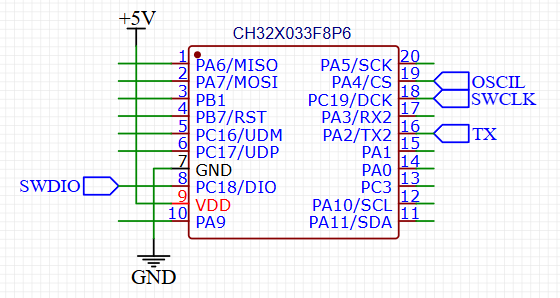 +5V
CH32X033F8P6
1 PA6/MISO PA5/SCK 20
2 PA7/MOSI PA4/CS 19 OSCIL
3 PB1 PC19/DCK 18 SWCLK
4 PB7/RST PA3/RX2 17
5 PC16/UDM PA2/TX2 16 TX
6 PC17/UDP PA1 15
7 GND PA0 14
SWDIO 8 PC18/DIO PC3 13
9 VDD PA10/SCL 12
10 PA9 PA11/SDA 11
GND